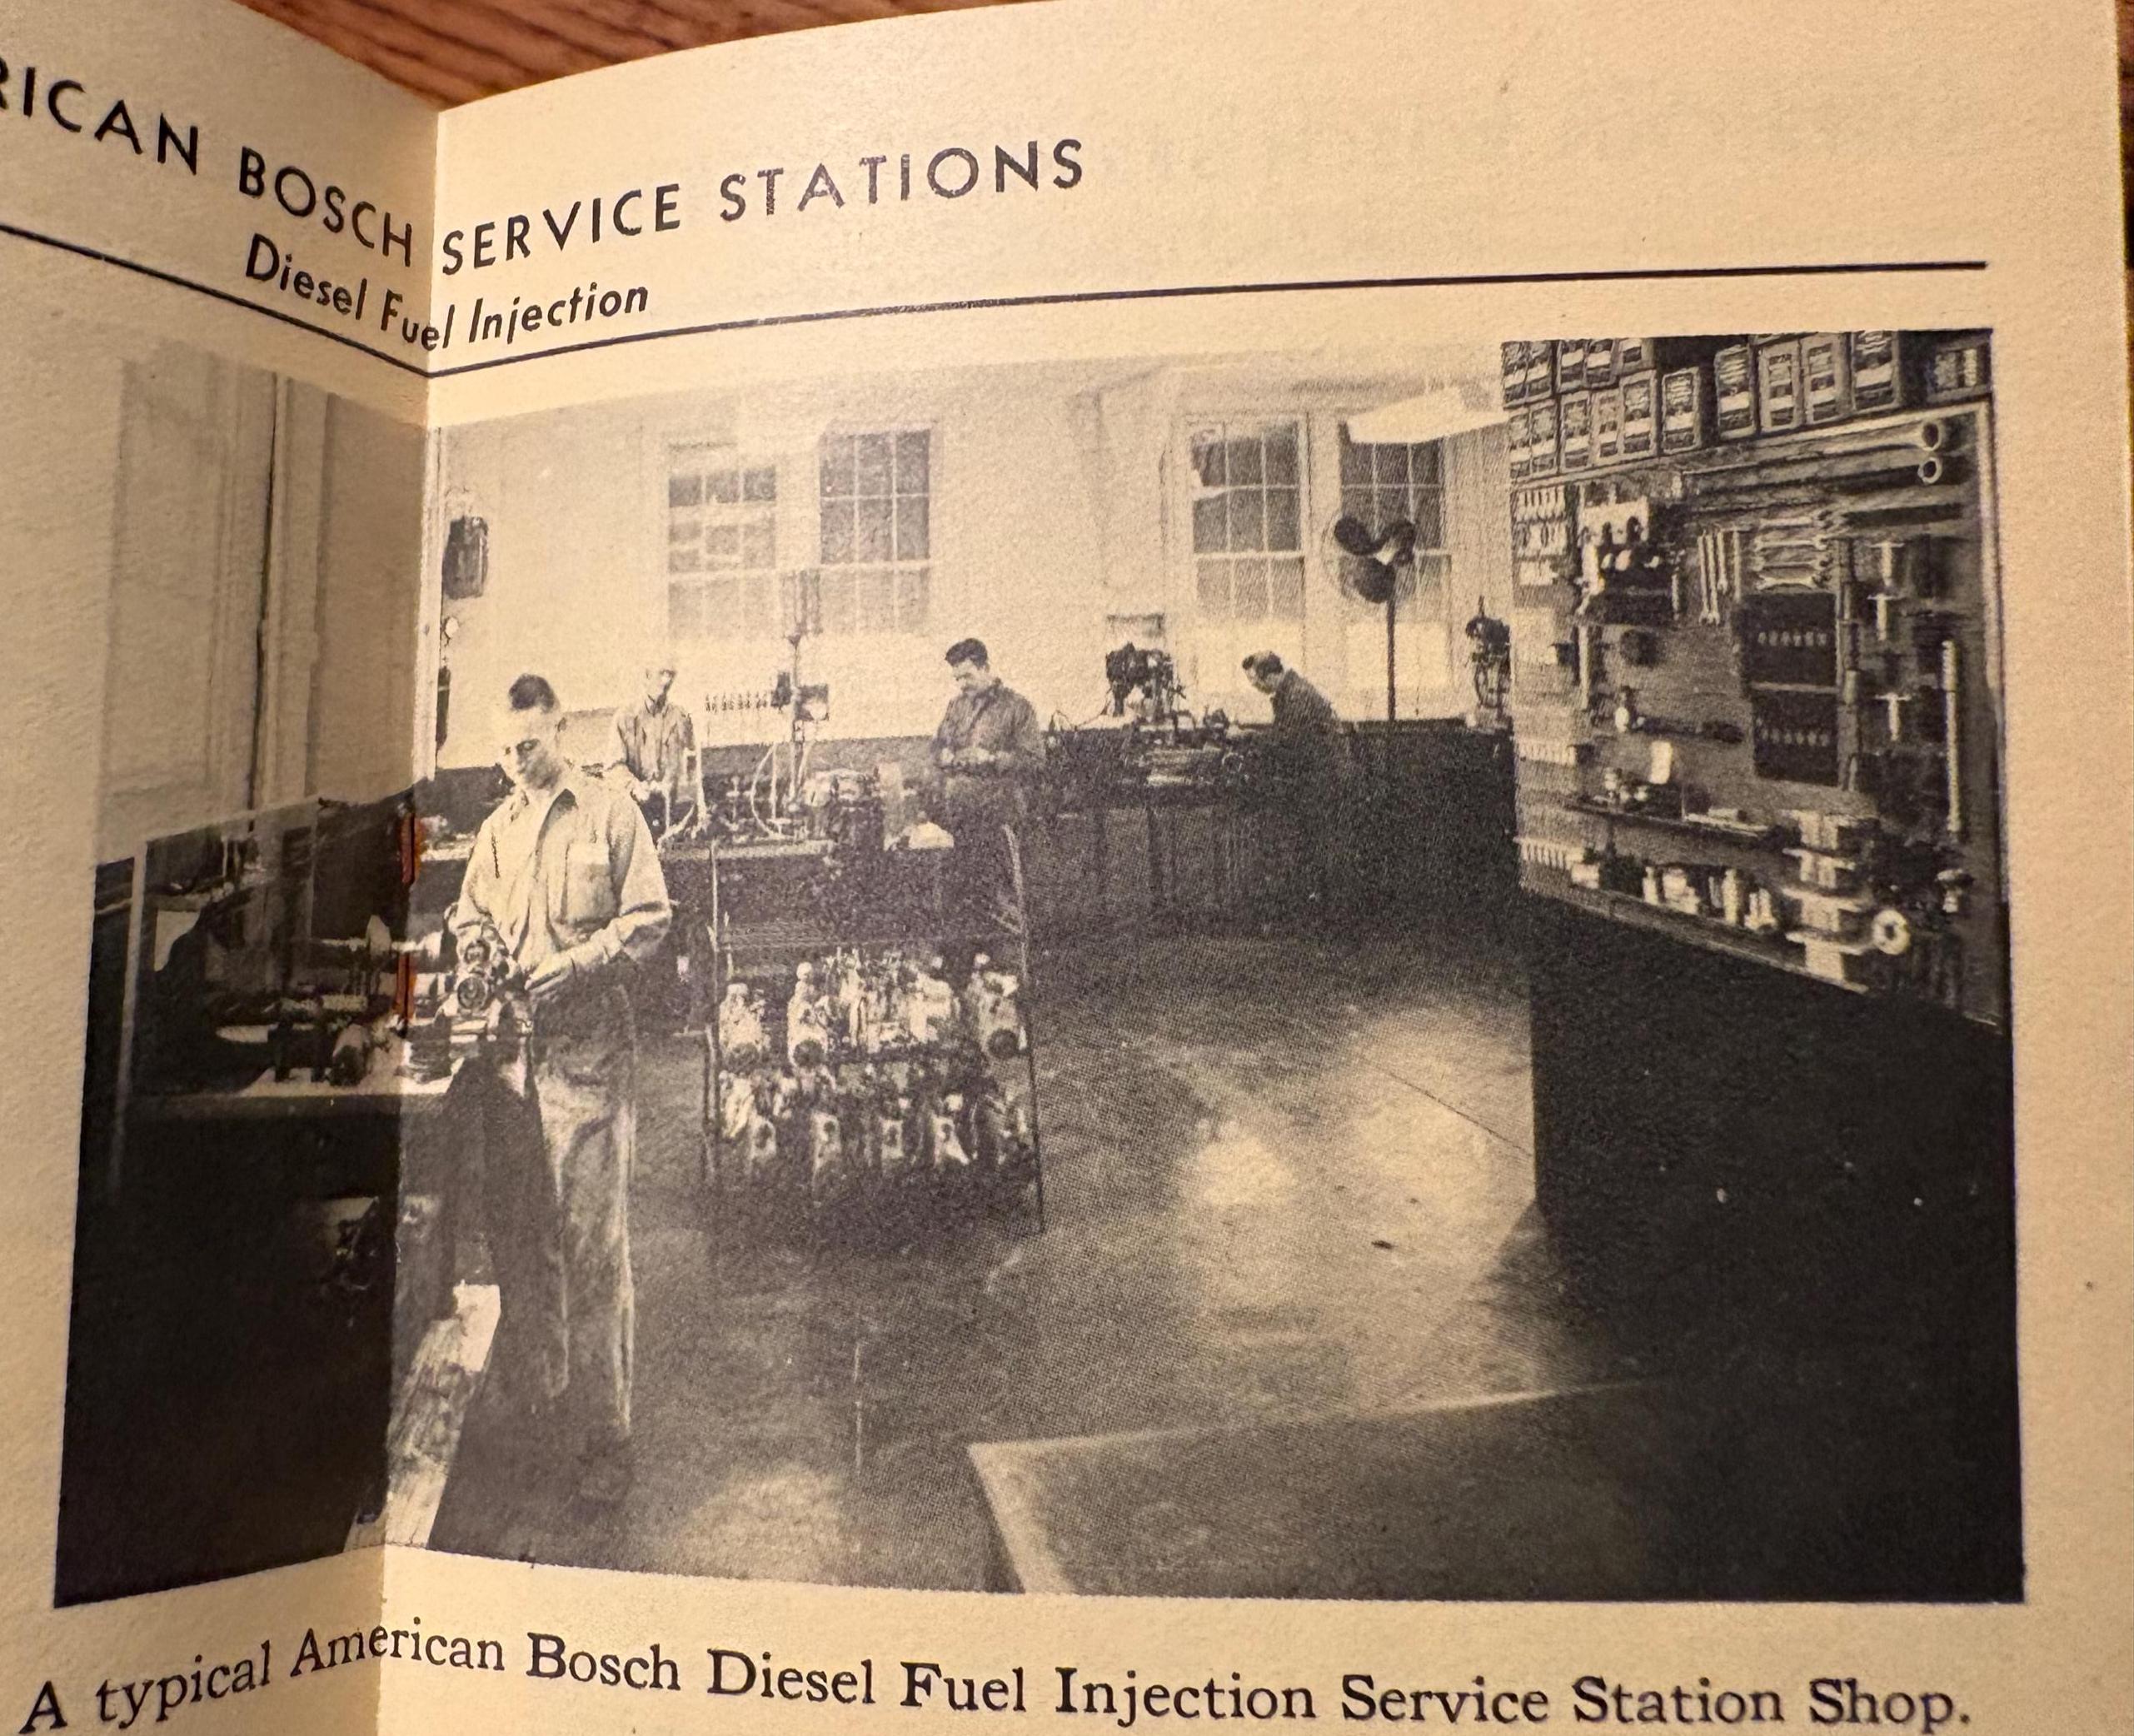 RICAN BOSCH SERVICE STATIONS
Diesel Fuel Injection
A typical American Bosch Diesel Fuel Injection Service Station Shop.